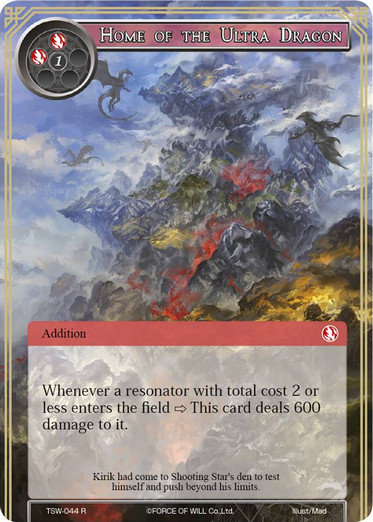 Home of the Ultra Dragon
1
Addition
Whenever a resonator with total cost 2 or
less enters the field ⇨ This card deals 600
damage to it.
Kirik had come to Shooting Star's den to test
himself and push beyond his limits.
TSW-044 R ©FORCE OF WILL Co.,Ltd. Illust/Mad